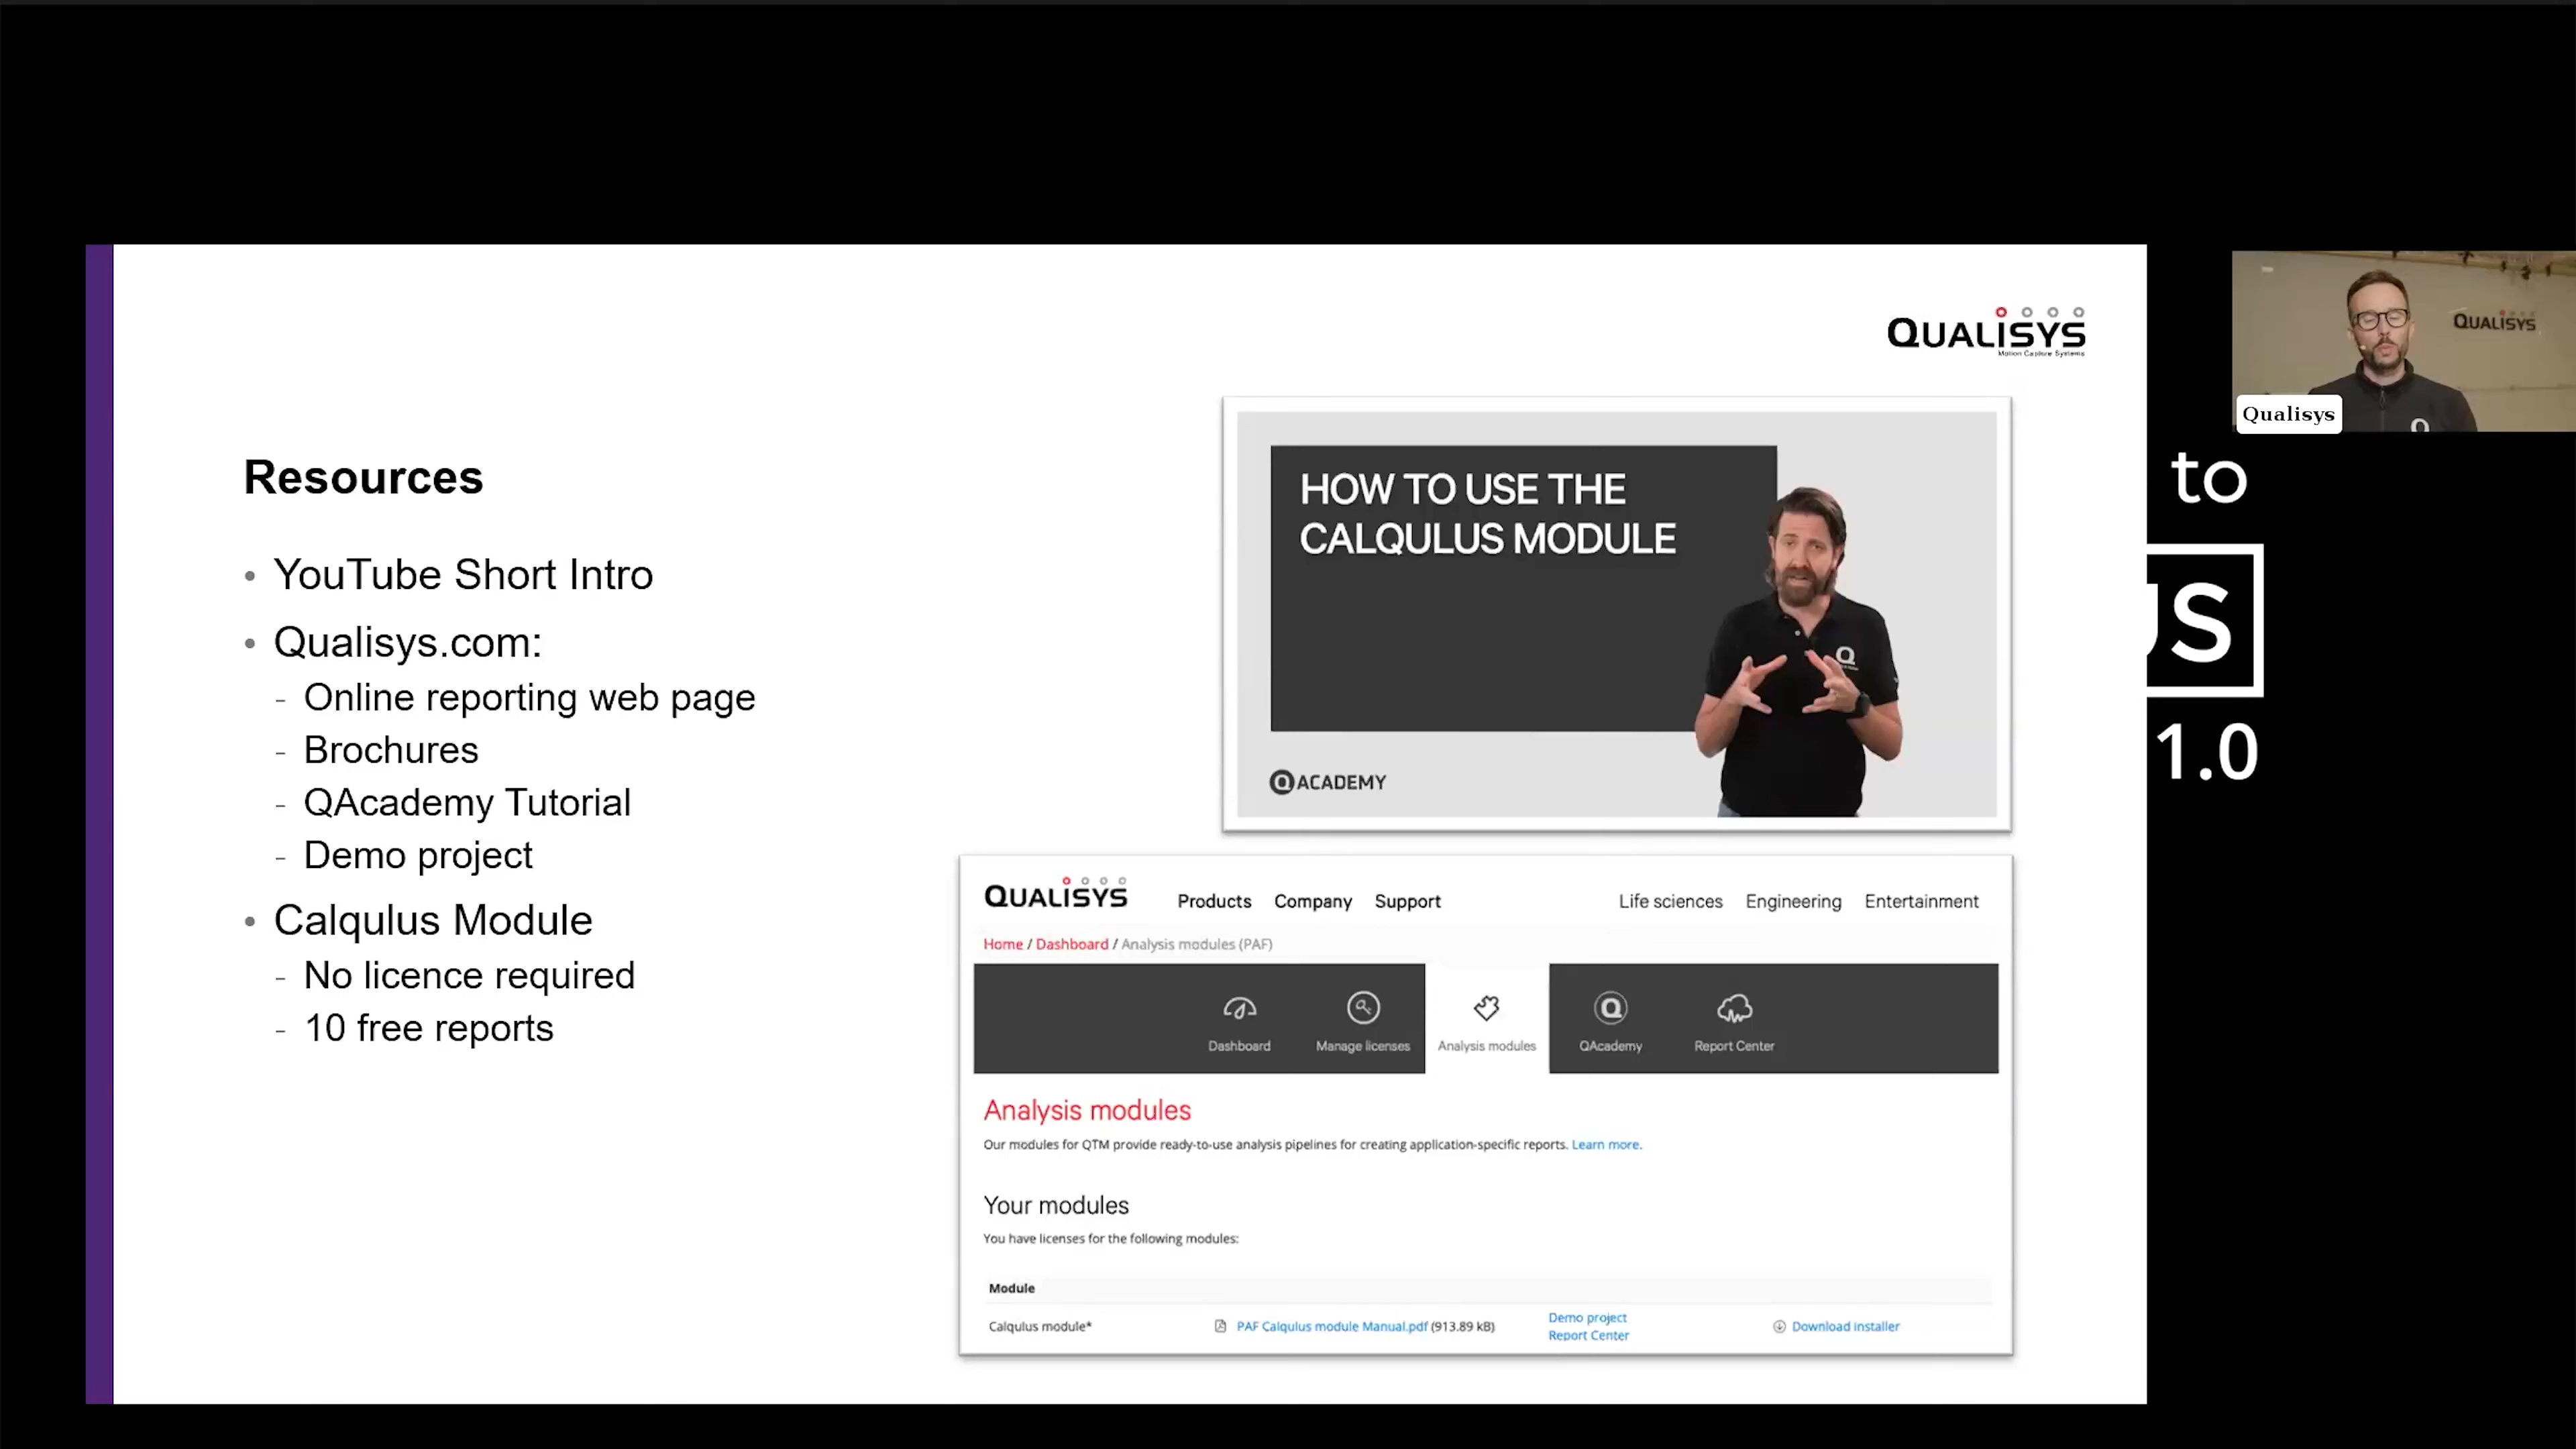 QUALISYS
Motion Capture Systems
QUALISYS
Qualisys
Resources
• YouTube Short Intro
• Qualisys.com:
- Online reporting web page
- Brochures
- QAcademy Tutorial
- Demo project
• Calqulus Module
- No licence required
- 10 free reports
HOW TO USE THE
CALQULUS MODULE
Q
Q ACADEMY
to
US
1.0
QUALISYS Products Company Support Life sciences Engineering Entertainment
Home / Dashboard / Analysis modules (PAF)
Dashboard Manage licenses Analysis modules QAcademy Report Center
Analysis modules
Our modules for QTM provide ready-to-use analysis pipelines for creating application-specific reports. Learn more.
Your modules
You have licenses for the following modules:
Module
Calqulus module* PAF Calqulus module Manual.pdf (913.89 kB) Demo project Download installer
Report Center